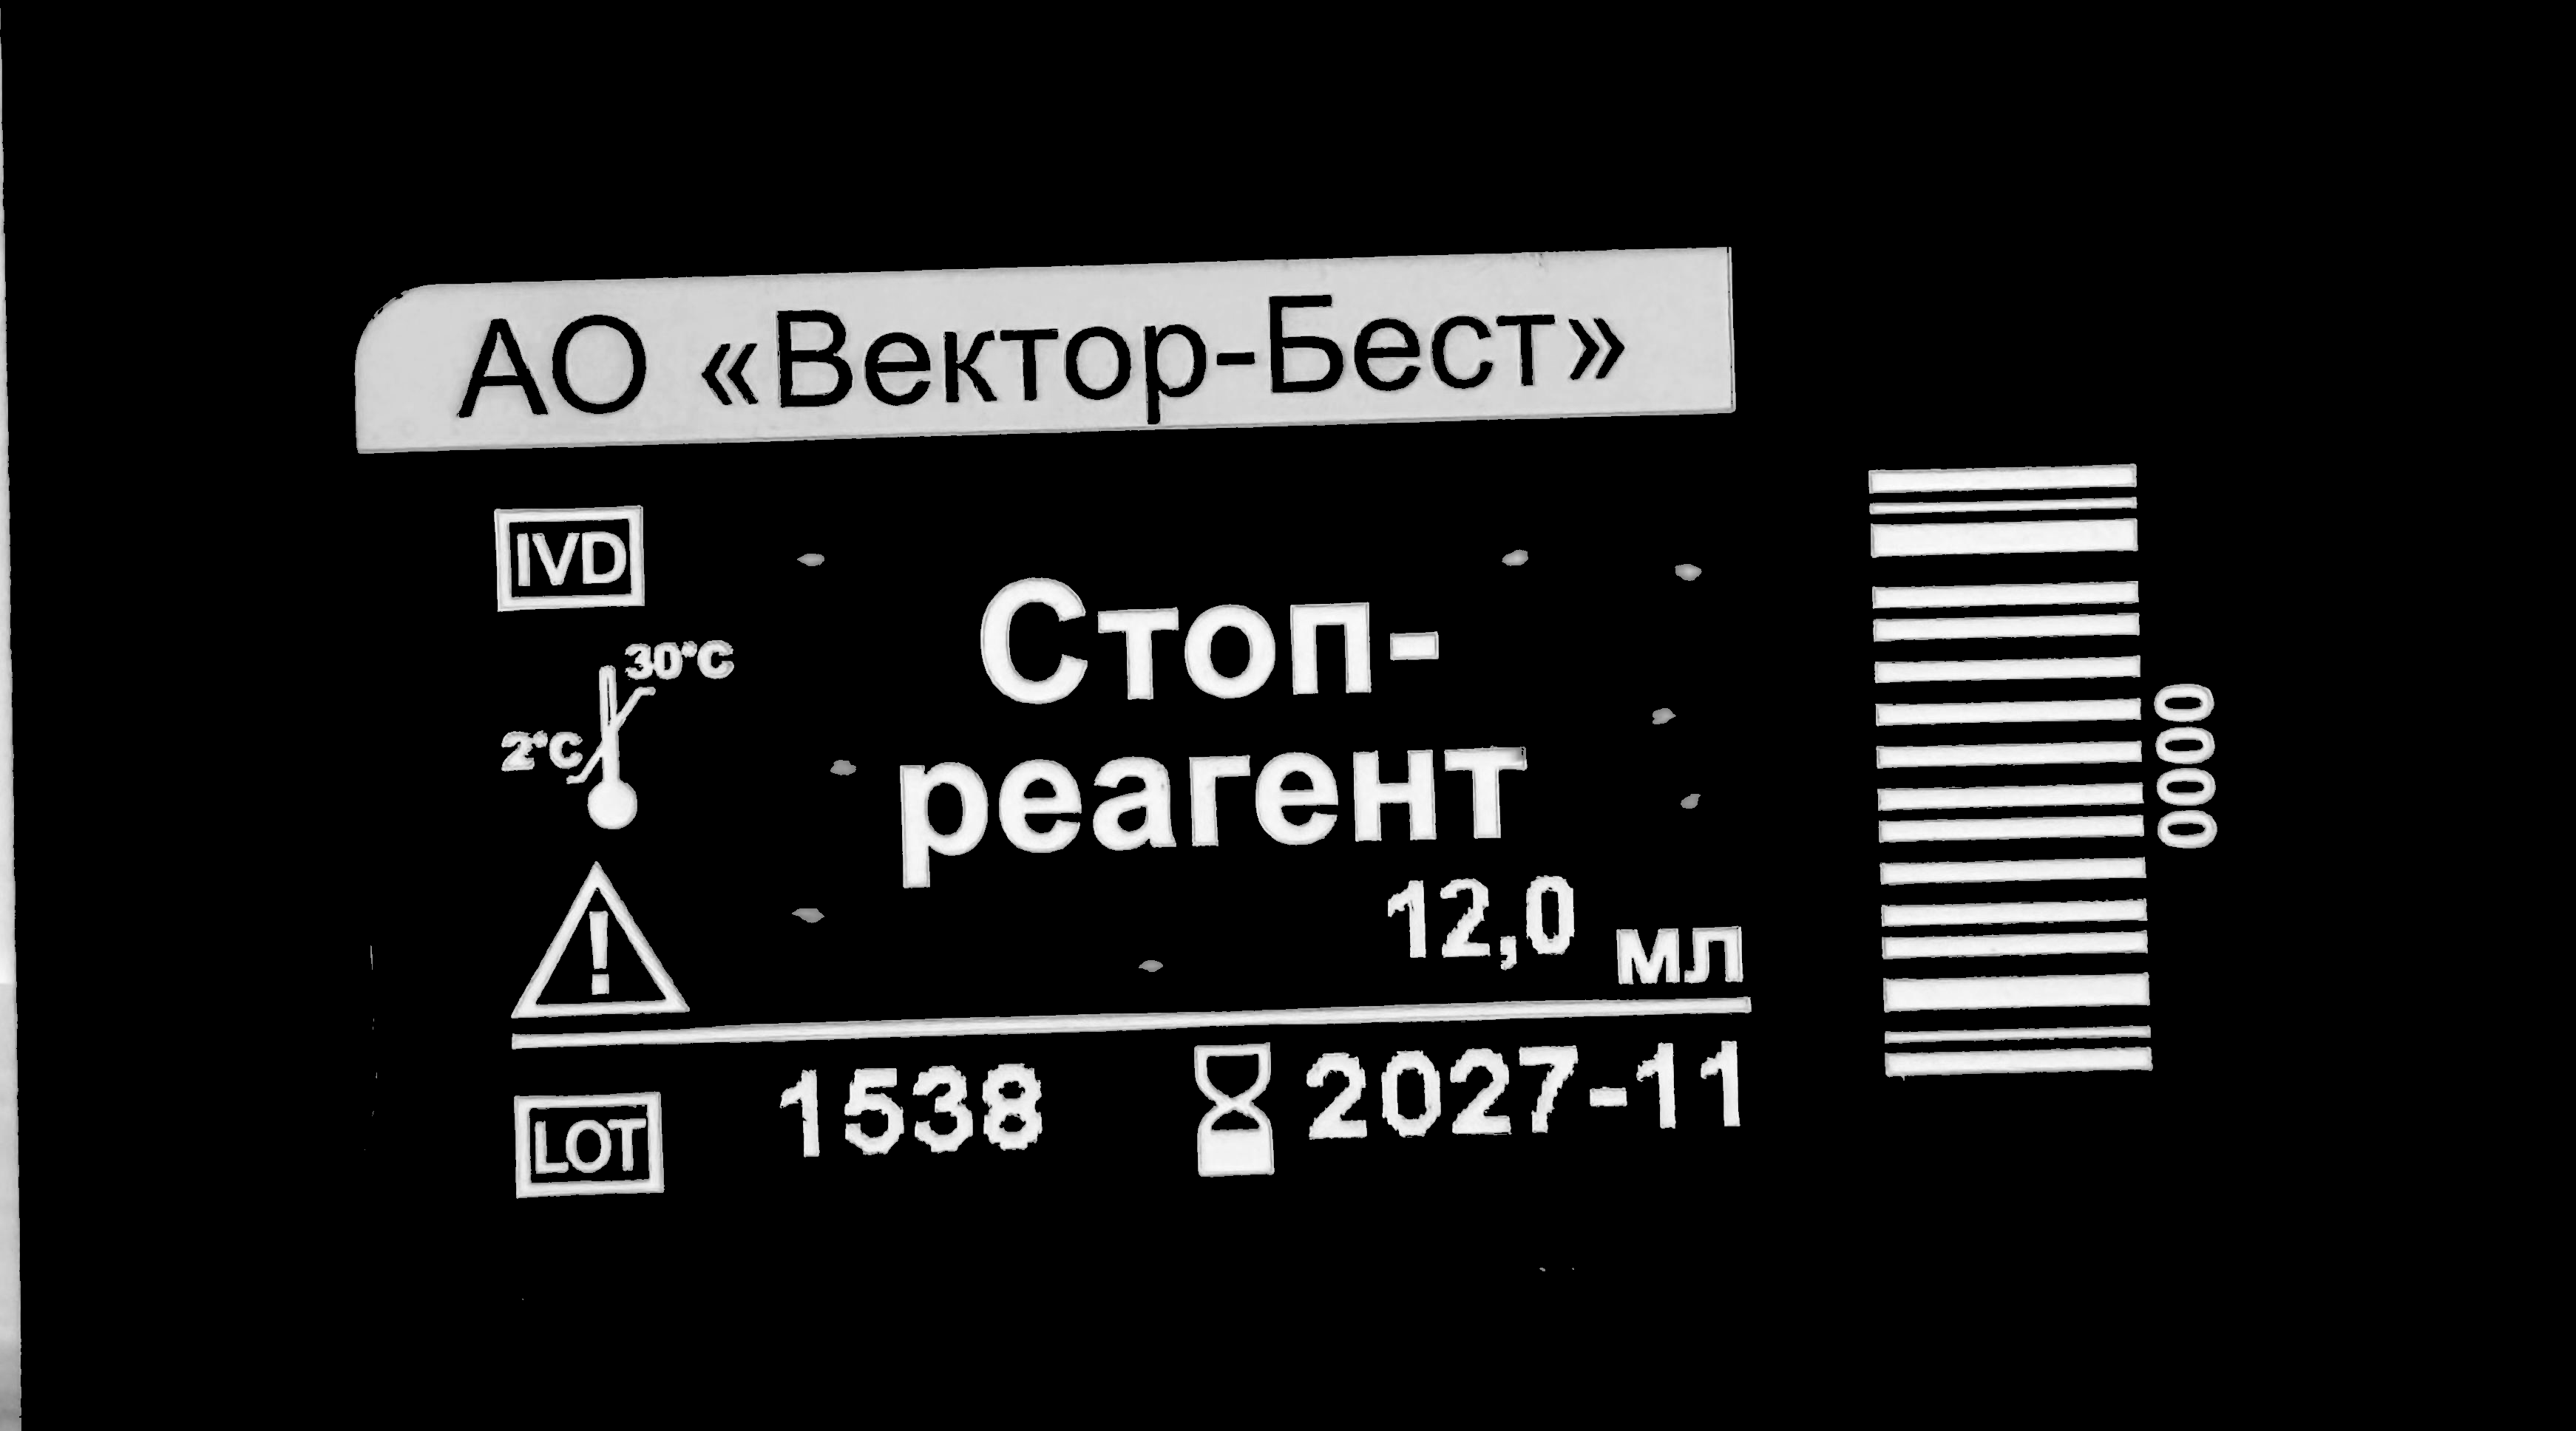 АО «Вектор-Бест»
IVD
30°C
2°C
Стоп-
реагент
12,0 мл
LOT 1538 2027-11
0000